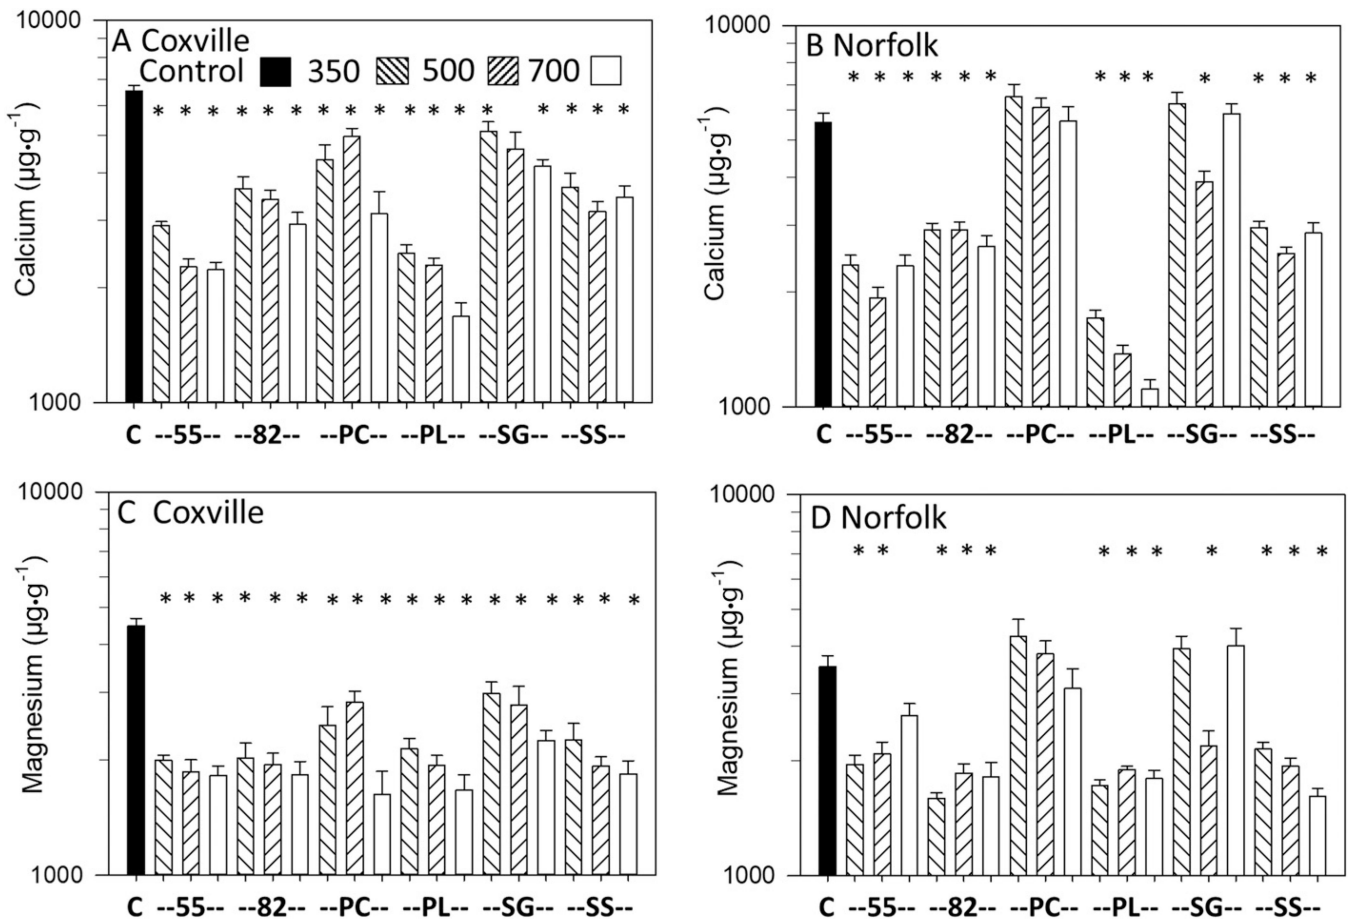 10000
A Coxville
Control 350 500 700
* * * * * * * * * * * * * * * * *
Calcium (µg·g⁻¹)
1000
C --55-- --82-- --PC-- --PL-- --SG-- --SS--
10000
B Norfolk
* * * * * * * * * * * * *
Calcium (µg·g⁻¹)
1000
C --55-- --82-- --PC-- --PL-- --SG-- --SS--
10000
C Coxville
* * * * * * * * * * * * * * * * * *
Magnesium (µg·g⁻¹)
1000
C --55-- --82-- --PC-- --PL-- --SG-- --SS--
10000
D Norfolk
* * * * * * * * * * * *
Magnesium (µg·g⁻¹)
1000
C --55-- --82-- --PC-- --PL-- --SG-- --SS--